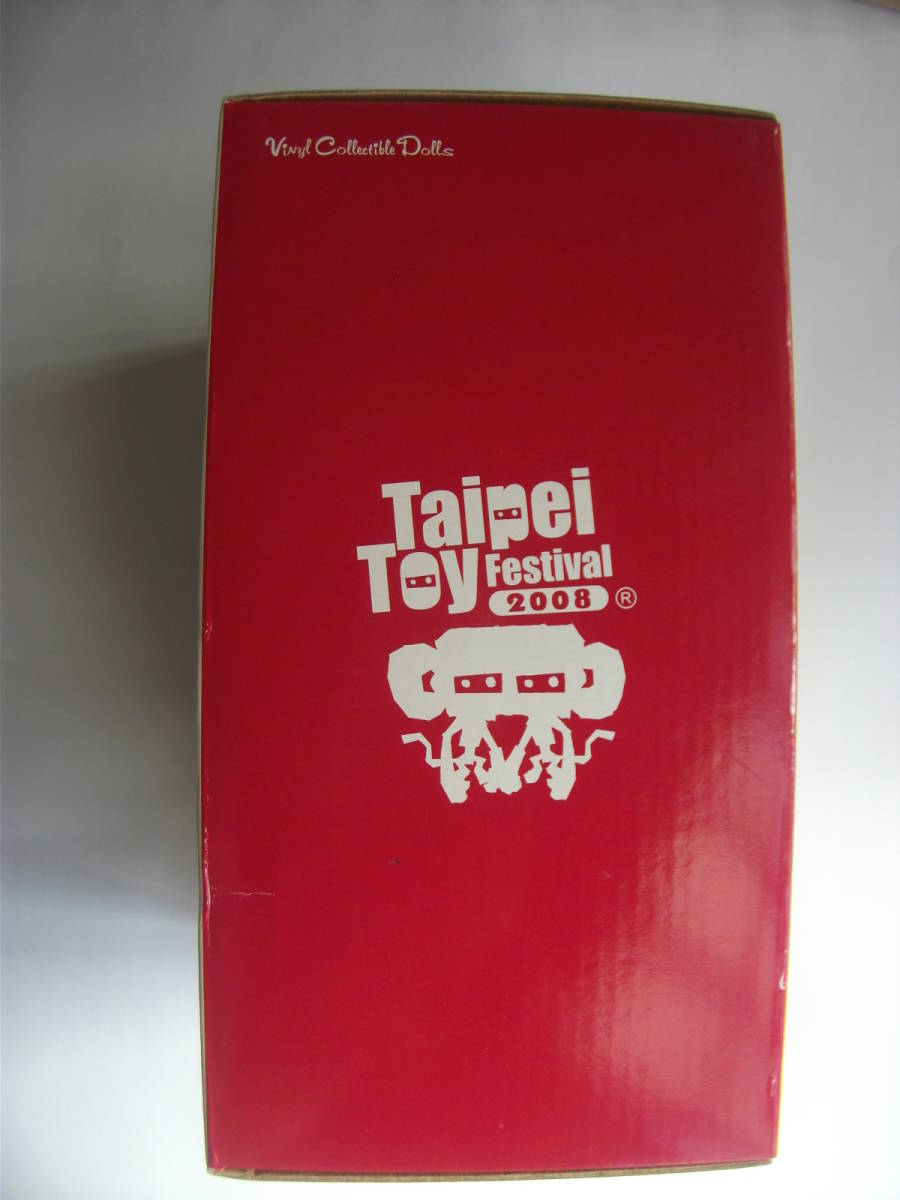 Vinyl Collectible Dolls
Taipei
Toy Festival
2008 ®